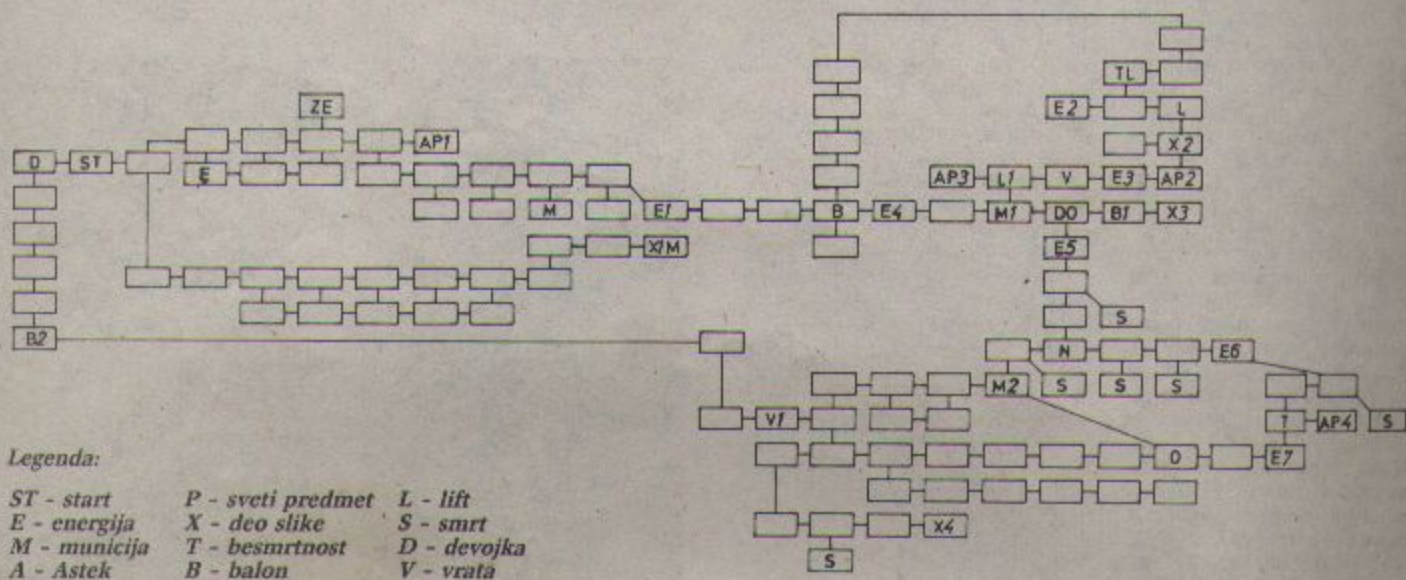 TL
ZE E2 L
AP1 X2
D ST E AP3 L1 V E3 AP2
M E1 B E4 M1 DO B1 X3
X1M E5
S
B2 N E6
M2 S S S
V1 T AP4 S
O E7
X4
S
Legenda:
ST - start P - sveti predmet L - lift
E - energija X - deo slike S - smrt
M - municija T - besmrtnost D - devojka
A - Astek B - balon V - vrata